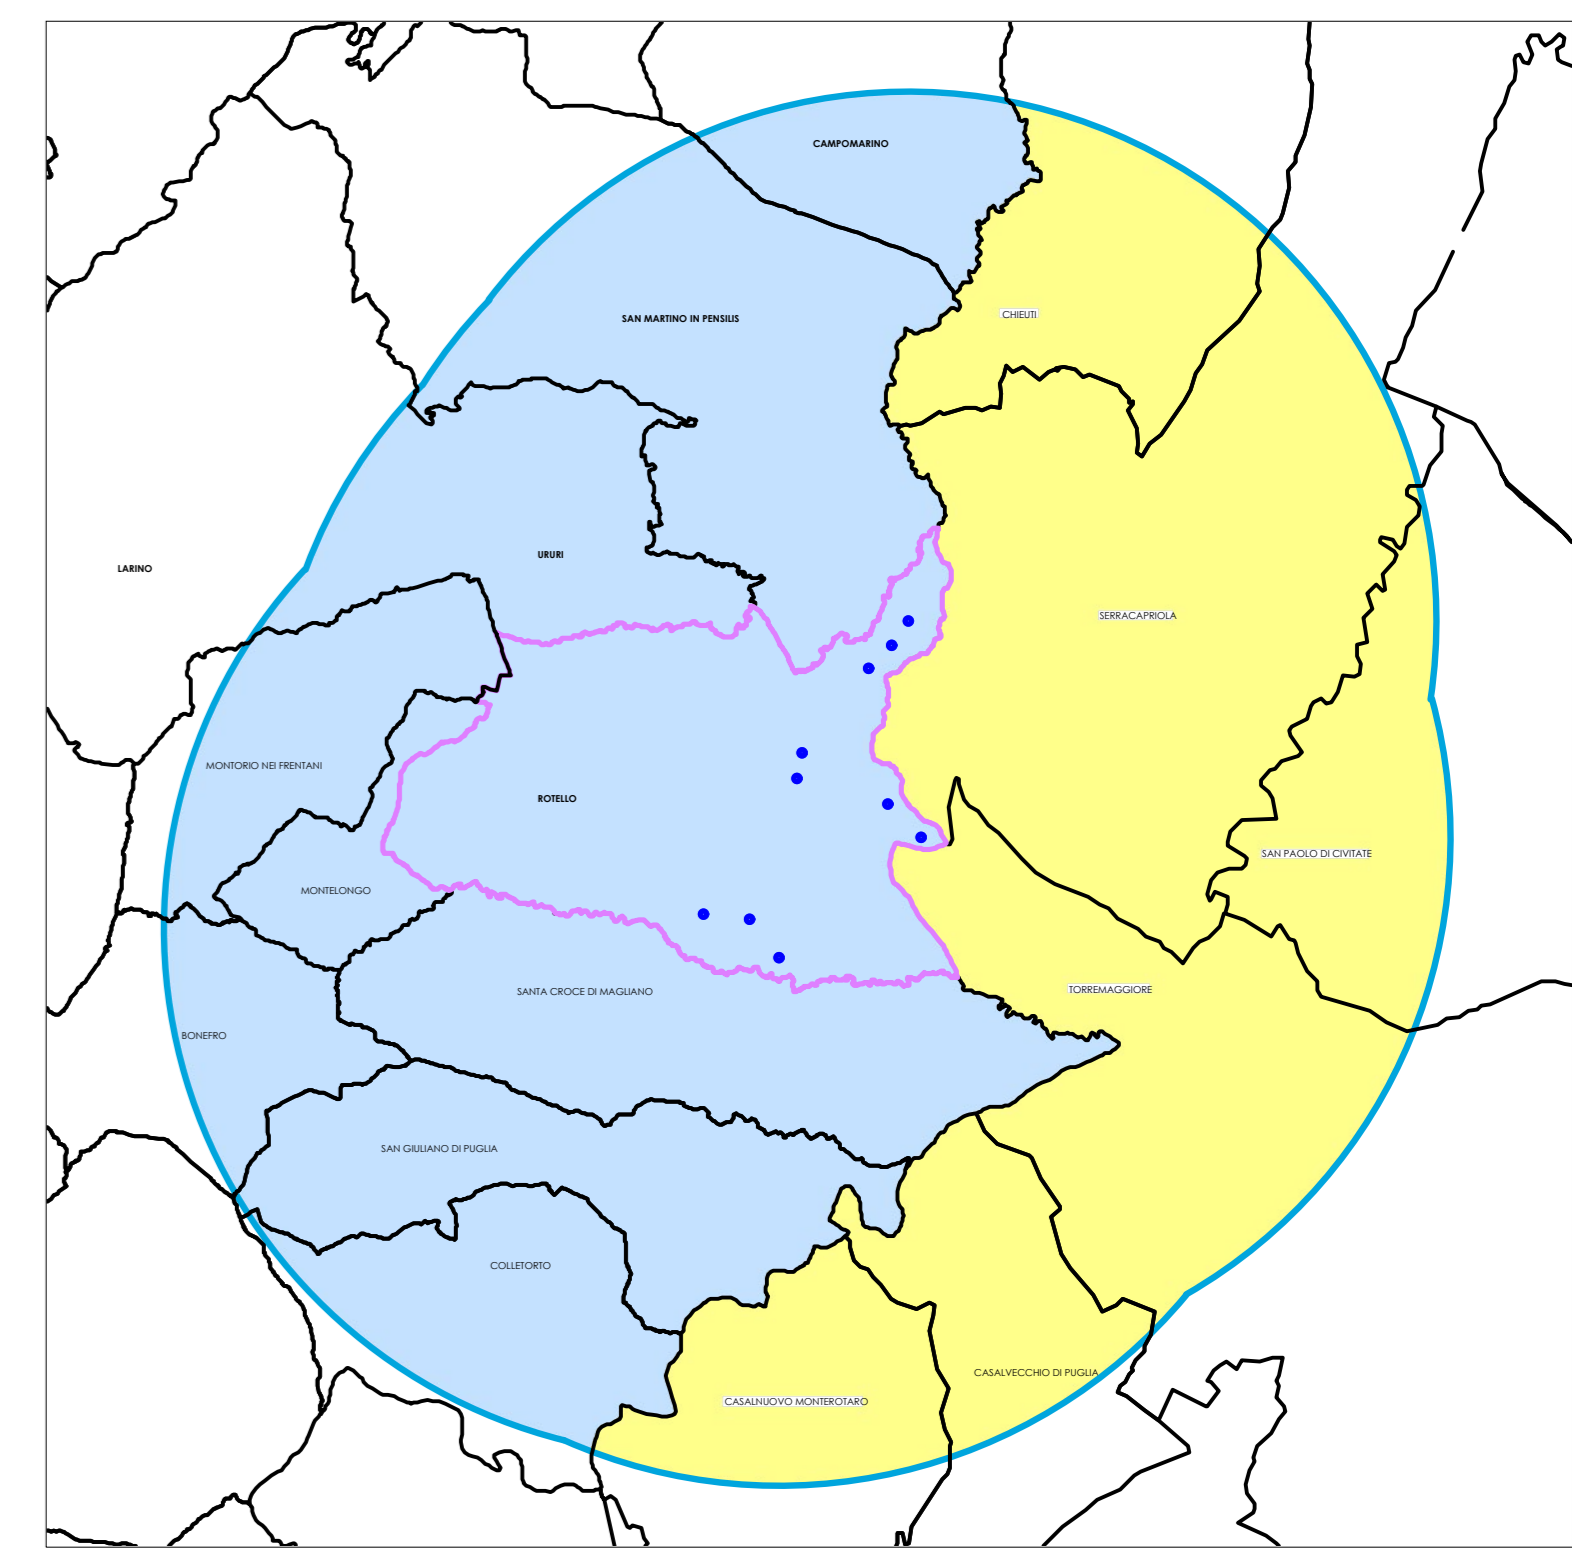 CAMPOMARINO
CHIEUTI
SAN MARTINO IN PENSILIS
URURI
LARINO
SERRACAPRIOLA
MONTORIO NEI FRENTANI
ROTELLO
SAN PAOLO DI CIVITATE
MONTELONGO
TORREMAGGIORE
SANTA CROCE DI MAGLIANO
BONEFRO
SAN GIULIANO DI PUGLIA
COLLETORTO
CASALVECCHIO DI PUGLIA
CASALNUOVO MONTEROTARO